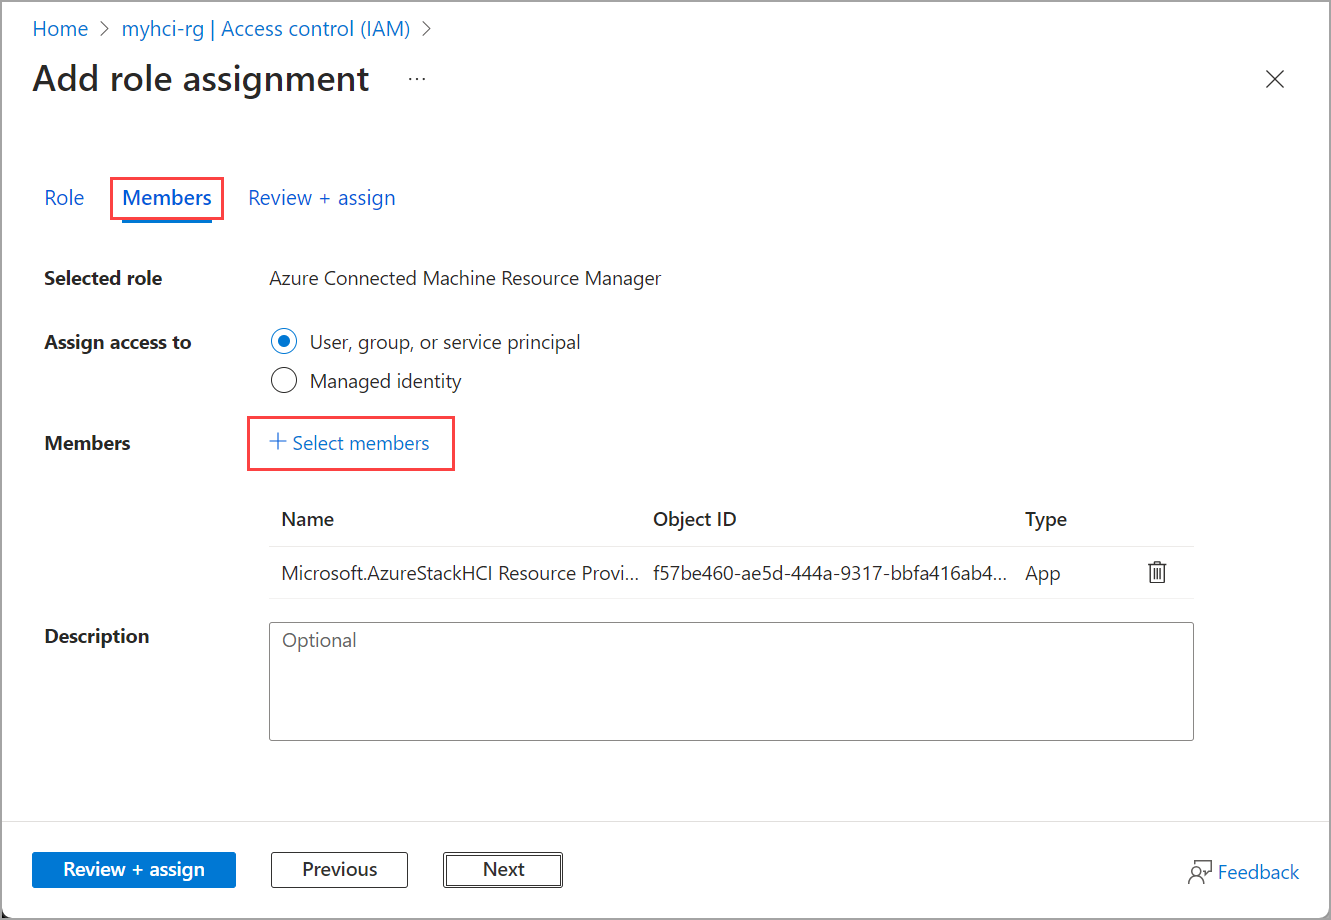 Home > myhci-rg | Access control (IAM) >
Add role assignment ...
Role Members Review + assign
Selected role Azure Connected Machine Resource Manager
Assign access to User, group, or service principal
Managed identity
Members + Select members
Name Object ID Type
Microsoft.AzureStackHCI Resource Provi... f57be460-ae5d-444a-9317-bbfa416ab4... App
Description Optional
Review + assign Previous Next Feedback